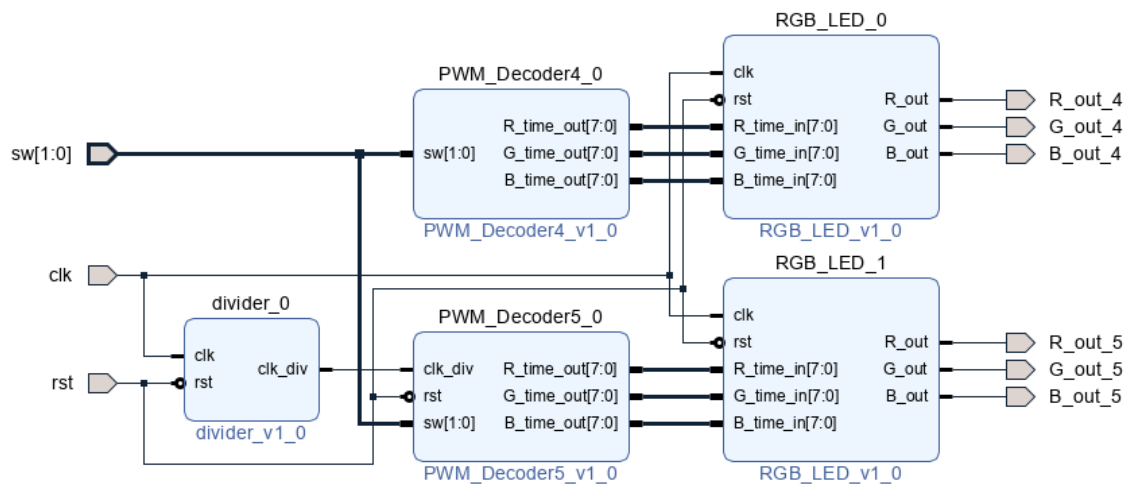 sw[1:0]
clk
rst
divider_0
clk
rst
clk_div
divider_v1_0
PWM_Decoder4_0
sw[1:0]
R_time_out[7:0]
G_time_out[7:0]
B_time_out[7:0]
PWM_Decoder4_v1_0
PWM_Decoder5_0
clk_div
rst
sw[1:0]
R_time_out[7:0]
G_time_out[7:0]
B_time_out[7:0]
PWM_Decoder5_v1_0
RGB_LED_0
clk
rst
R_time_in[7:0]
G_time_in[7:0]
B_time_in[7:0]
R_out
G_out
B_out
RGB_LED_v1_0
RGB_LED_1
clk
rst
R_time_in[7:0]
G_time_in[7:0]
B_time_in[7:0]
R_out
G_out
B_out
RGB_LED_v1_0
R_out_4
G_out_4
B_out_4
R_out_5
G_out_5
B_out_5